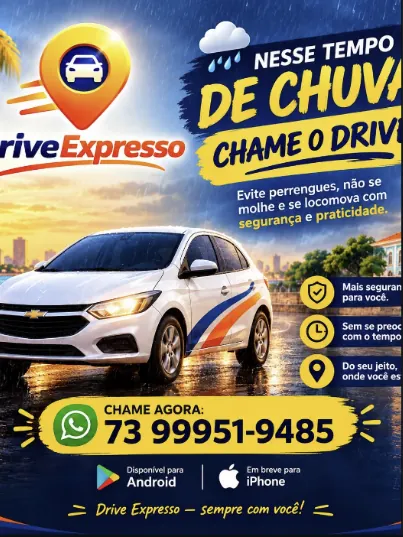 riveExpresso
NESSE TEMPO
DE CHUVA
CHAME O DRIV
Evite perrengues, não se
molhe e se locomova com
segurança e praticidade.
Mais seguran
para você.
Sem se preoc
com o tempo
Do seu jeito,
onde você es
CHAME AGORA:
73 99951-9485
Disponível para
Android
Em breve para
iPhone
Drive Expresso — sempre com você!